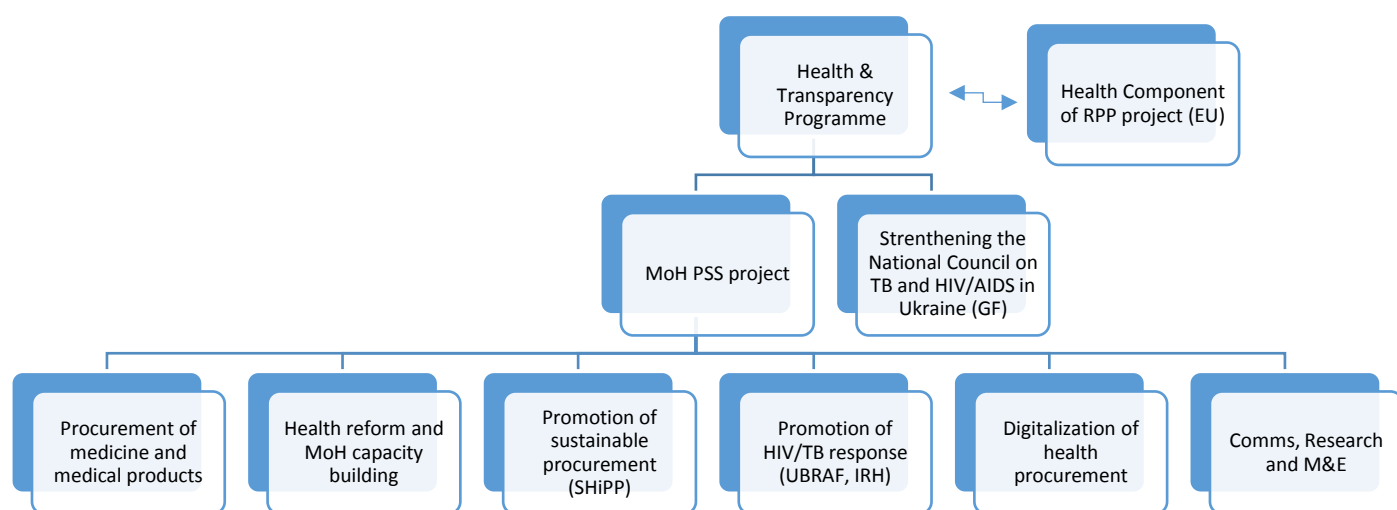 Health &
Transparency
Programme
Health Component
of RPP project (EU)
MoH PSS project
Strenthening the
National Council on
TB and HIV/AIDS in
Ukraine (GF)
Procurement of
medicine and
medical products
Health reform and
MoH capacity
building
Promotion of
sustainable
procurement
(SHiPP)
Promotion of
HIV/TB response
(UBRAF, IRH)
Digitalization of
health
procurement
Comms, Research
and M&E